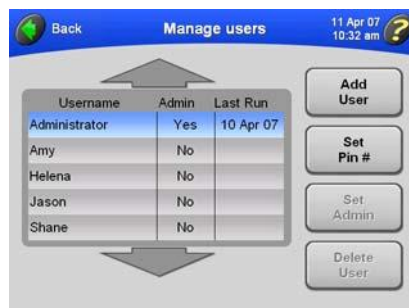 Back
Manage users
11 Apr 07
10:32 am
?
Username Admin Last Run
Administrator Yes 10 Apr 07
Amy No
Helena No
Jason No
Shane No
Add
User
Set
Pin #
Set
Admin
Delete
User